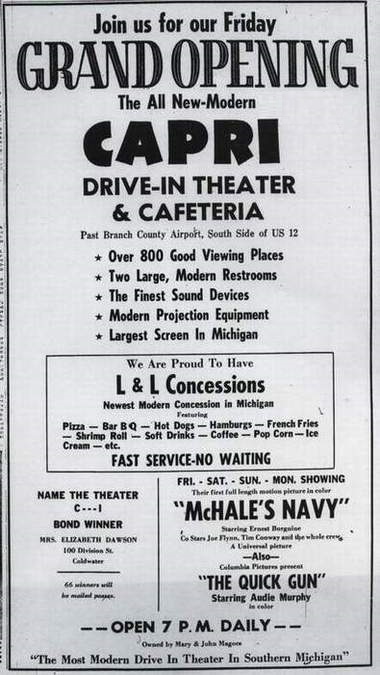 Join us for our Friday
GRAND OPENING
The All New-Modern
CAPRI
DRIVE-IN THEATER
& CAFETERIA
Past Branch County Airport, South Side of US 12
★ Over 800 Good Viewing Places
★ Two Large, Modern Restrooms
★ The Finest Sound Devices
★ Modern Projection Equipment
★ Largest Screen In Michigan
We Are Proud To Have
L & L Concessions
Newest Modern Concession in Michigan
Featuring
Pizza — Bar B Q — Hot Dogs — Hamburgs — French Fries
— Shrimp Roll — Soft Drinks — Coffee — Pop Corn — Ice
Cream — etc.
FAST SERVICE-NO WAITING
NAME THE THEATER
C---I
BOND WINNER
MRS. ELIZABETH DAWSON
100 Division St.
Coldwater
66 winners will
be mailed passes.
FRI. - SAT. - SUN. - MON. SHOWING
Their first full length motion picture in color
"McHALE'S NAVY"
Starring Ernest Borgnine
Co Stars Joe Flynn, Tim Conway and the whole crew.
A Universal picture
—Also—
Columbia Pictures present
"THE QUICK GUN"
Starring Audie Murphy
in color
— — OPEN 7 P.M. DAILY — —
Owned by Mary & John Magocs
"The Most Modern Drive In Theater In Southern Michigan"